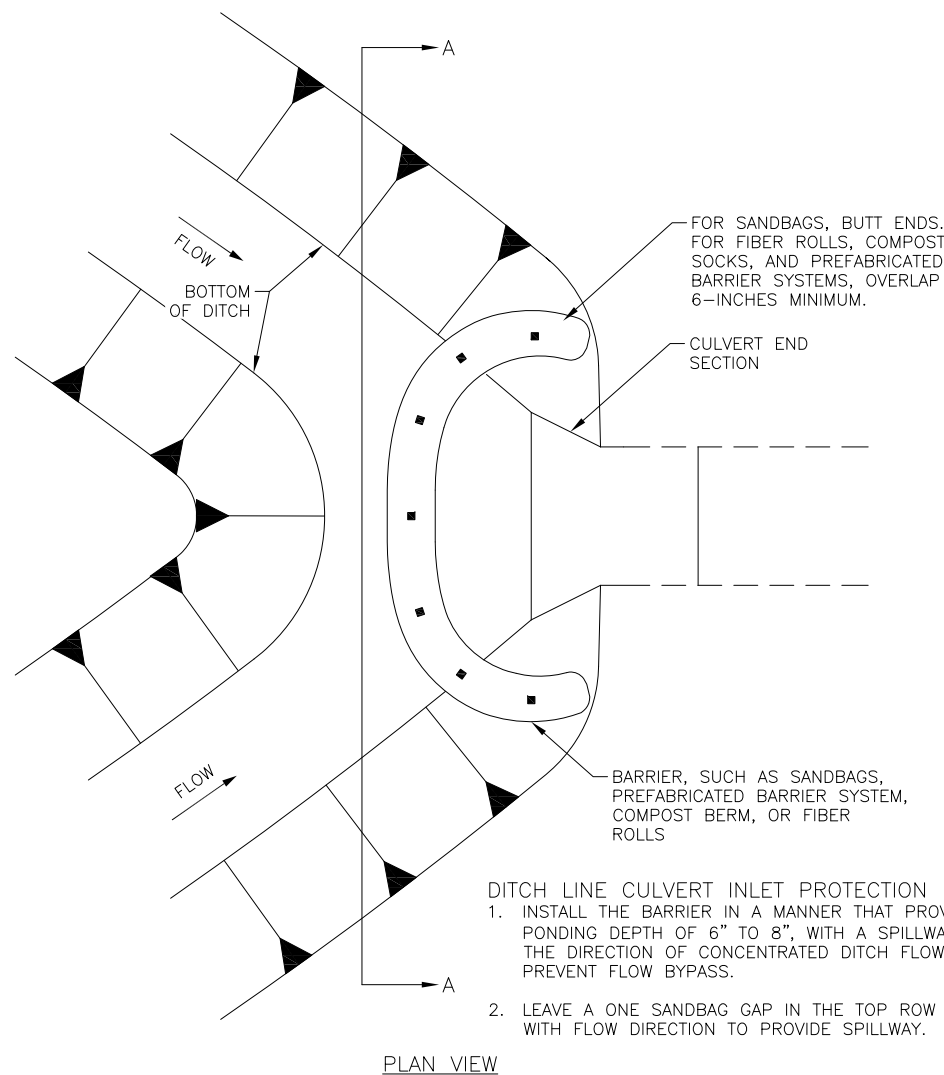 A
FOR SANDBAGS, BUTT ENDS.
FOR FIBER ROLLS, COMPOST
SOCKS, AND PREFABRICATED
BARRIER SYSTEMS, OVERLAP
6-INCHES MINIMUM.
FLOW
BOTTOM
OF DITCH
CULVERT END
SECTION
FLOW
BARRIER, SUCH AS SANDBAGS,
PREFABRICATED BARRIER SYSTEM,
COMPOST BERM, OR FIBER
ROLLS
DITCH LINE CULVERT INLET PROTECTION
1. INSTALL THE BARRIER IN A MANNER THAT
PONDING DEPTH OF 6" TO 8", WITH A
THE DIRECTION OF CONCENTRATED DITCH FLOW
PREVENT FLOW BYPASS.
A
2. LEAVE A ONE SANDBAG GAP IN THE TOP ROW
WITH FLOW DIRECTION TO PROVIDE SPILLWAY.
PLAN VIEW